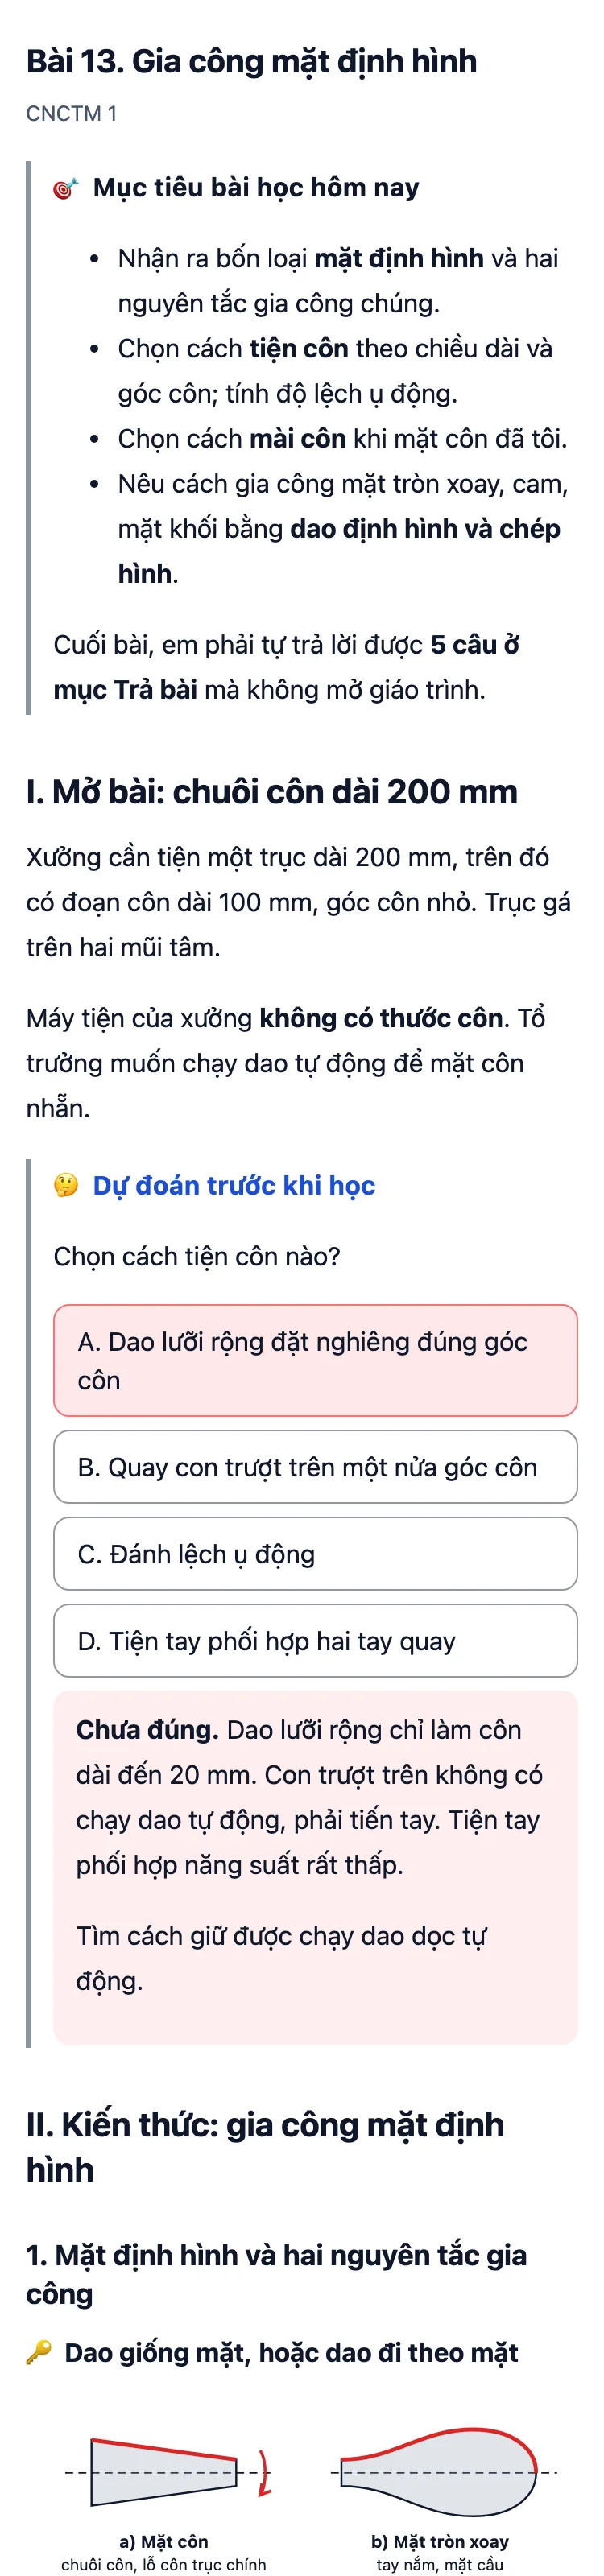 Bài 13. Gia công mặt định hình
CNCTM 1
🎯 Mục tiêu bài học hôm nay
• Nhận ra bốn loại mặt định hình và hai
nguyên tắc gia công chúng.
• Chọn cách tiện côn theo chiều dài và
góc côn; tính độ lệch ụ động.
• Chọn cách mài côn khi mặt côn đã tôi.
• Nêu cách gia công mặt tròn xoay, cam,
mặt khối bằng dao định hình và chép
hình.
Cuối bài, em phải tự trả lời được 5 câu ở
mục Trả bài mà không mở giáo trình.
I. Mở bài: chuôi côn dài 200 mm
Xưởng cần tiện một trục dài 200 mm, trên đó
có đoạn côn dài 100 mm, góc côn nhỏ. Trục gá
trên hai mũi tâm.
Máy tiện của xưởng không có thước côn. Tổ
trưởng muốn chạy dao tự động để mặt côn
nhẵn.
🤔 Dự đoán trước khi học
Chọn cách tiện côn nào?
A. Dao lưỡi rộng đặt nghiêng đúng góc
côn
B. Quay con trượt trên một nửa góc côn
C. Đánh lệch ụ động
D. Tiện tay phối hợp hai tay quay
Chưa đúng. Dao lưỡi rộng chỉ làm côn
dài đến 20 mm. Con trượt trên không có
chạy dao tự động, phải tiến tay. Tiện tay
phối hợp năng suất rất thấp.
Tìm cách giữ được chạy dao dọc tự
động.
II. Kiến thức: gia công mặt định
hình
1. Mặt định hình và hai nguyên tắc gia
công
🔑 Dao giống mặt, hoặc dao đi theo mặt
a) Mặt côn
chuôi côn, lỗ côn trục chính
b) Mặt tròn xoay
tay nắm, mặt cầu